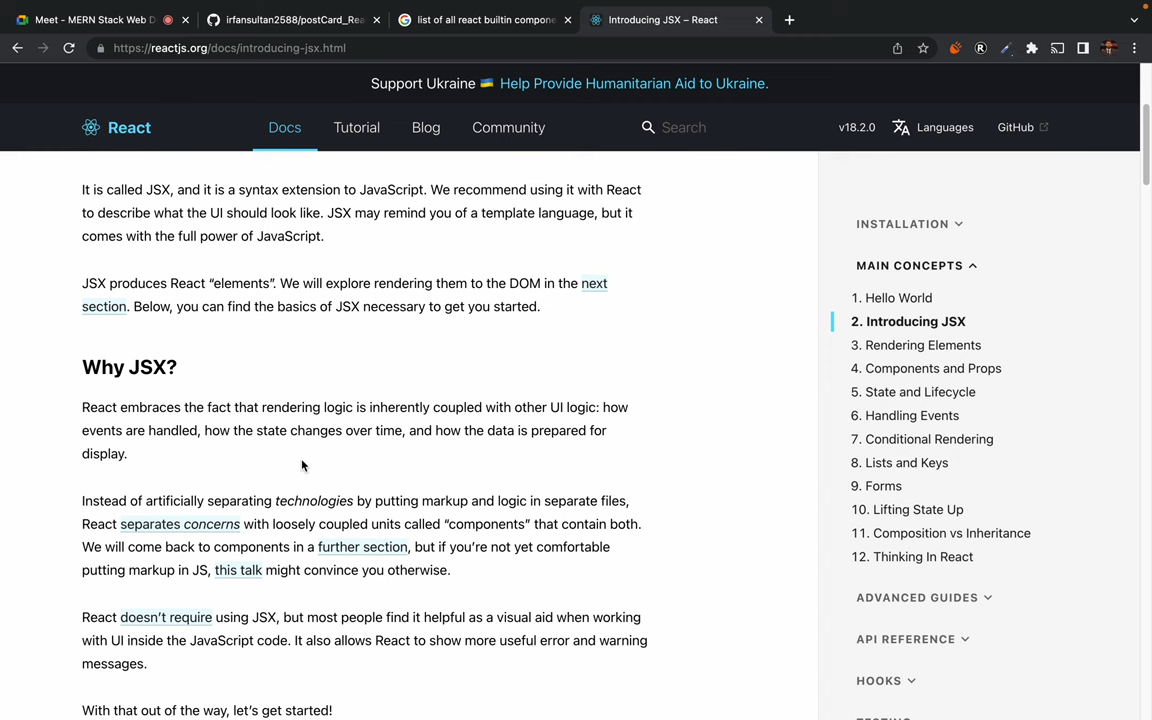 Meet - MERN Stack Web D
irfansultan2588/postCard_Rea
list of all react builtin compone
Introducing JSX – React
https://reactjs.org/docs/introducing-jsx.html
Support Ukraine 🇺🇦 Help Provide Humanitarian Aid to Ukraine.
React
Docs
Tutorial
Blog
Community
Search
v18.2.0
Languages
GitHub
It is called JSX, and it is a syntax extension to JavaScript. We recommend using it with React
to describe what the UI should look like. JSX may remind you of a template language, but it
comes with the full power of JavaScript.
JSX produces React “elements”. We will explore rendering them to the DOM in the next
section. Below, you can find the basics of JSX necessary to get you started.
Why JSX?
React embraces the fact that rendering logic is inherently coupled with other UI logic: how
events are handled, how the state changes over time, and how the data is prepared for
display.
Instead of artificially separating technologies by putting markup and logic in separate files,
React separates concerns with loosely coupled units called “components” that contain both.
We will come back to components in a further section, but if you’re not yet comfortable
putting markup in JS, this talk might convince you otherwise.
React doesn’t require using JSX, but most people find it helpful as a visual aid when working
with UI inside the JavaScript code. It also allows React to show more useful error and warning
messages.
With that out of the way, let’s get started!
INSTALLATION
MAIN CONCEPTS
1. Hello World
2. Introducing JSX
3. Rendering Elements
4. Components and Props
5. State and Lifecycle
6. Handling Events
7. Conditional Rendering
8. Lists and Keys
9. Forms
10. Lifting State Up
11. Composition vs Inheritance
12. Thinking In React
ADVANCED GUIDES
API REFERENCE
HOOKS